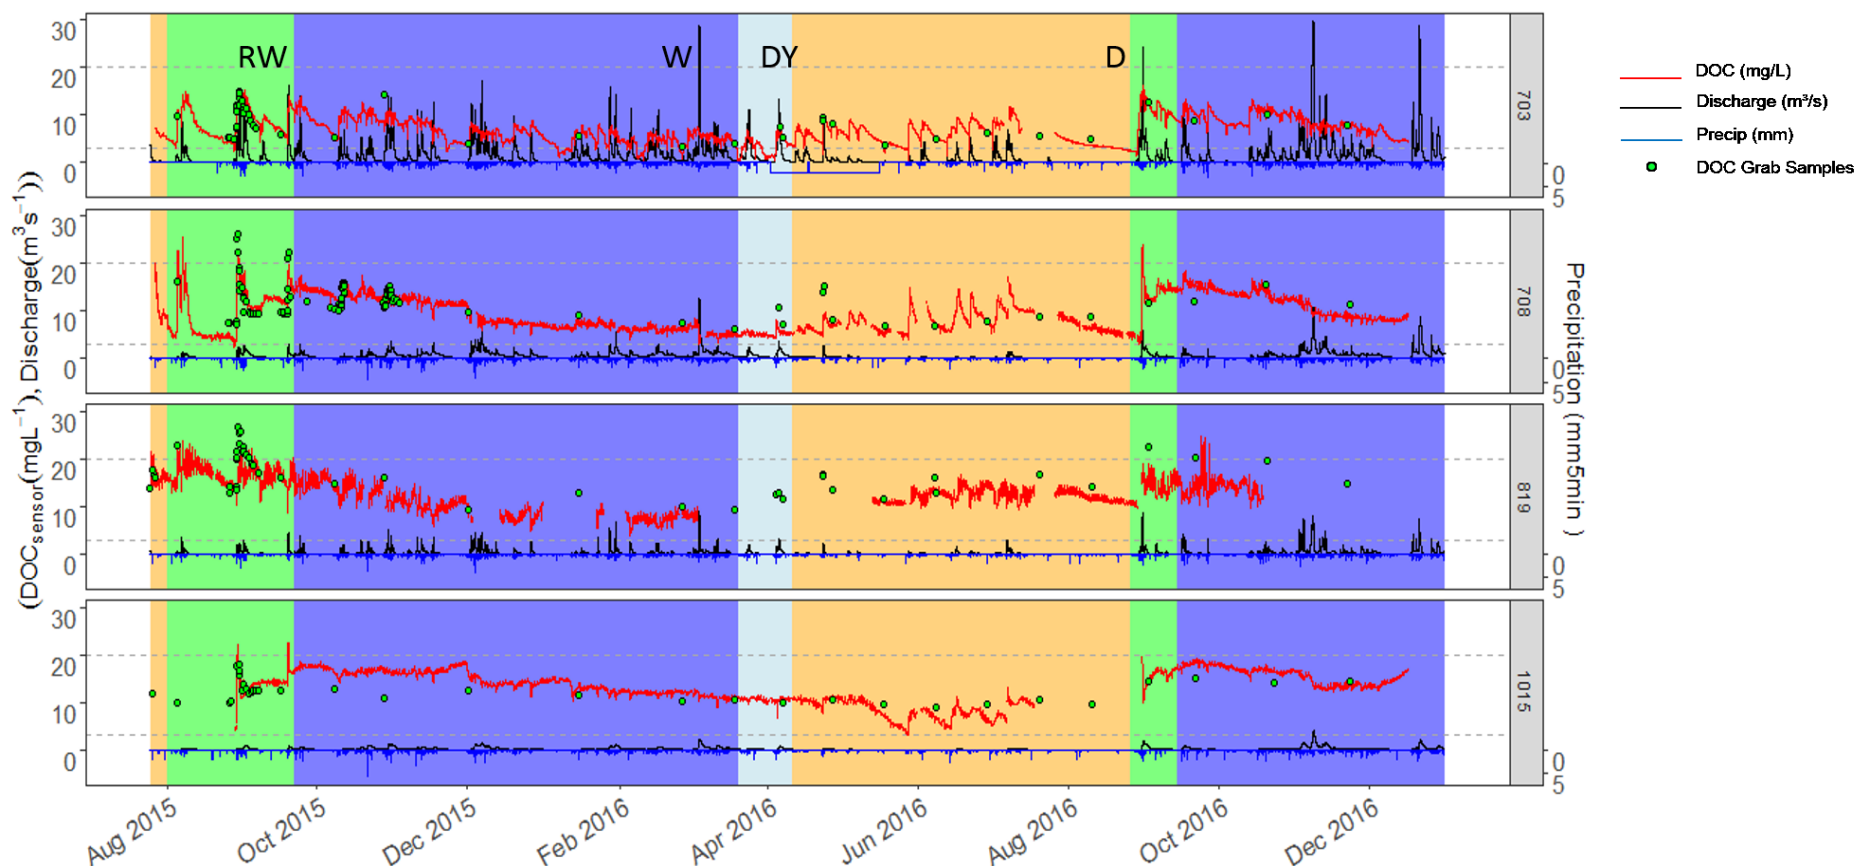 RW W DY D
30
20
10
0
0
5
703
30
20
10
0
0
5
708
30
20
10
0
0
5
819
30
20
10
0
0
5
1015
(DOCsensor(mgL⁻¹), Discharge(m³s⁻¹))
Precipitation (mm5min )
Aug 2015
Oct 2015
Dec 2015
Feb 2016
Apr 2016
Jun 2016
Aug 2016
Oct 2016
Dec 2016
DOC (mg/L)
Discharge (m³/s)
Precip (mm)
DOC Grab Samples